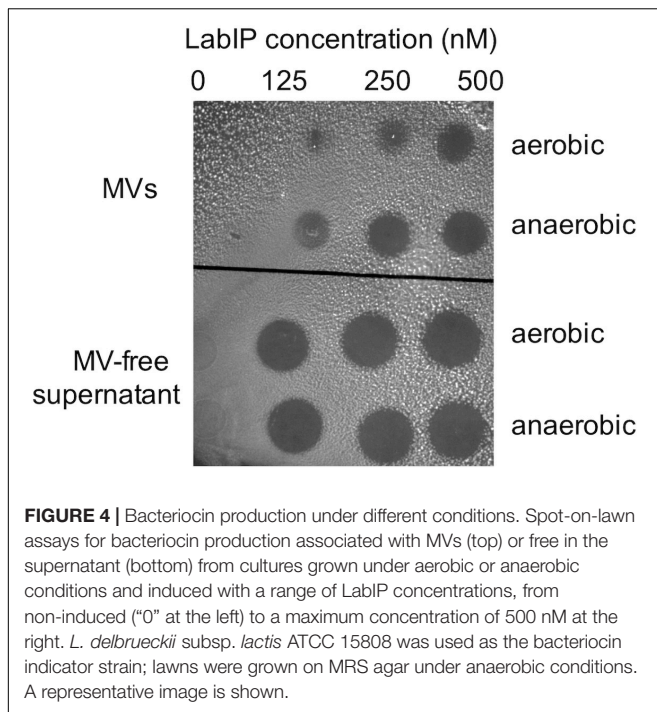 LabIP concentration (nM)
0 125 250 500
aerobic
MVs
anaerobic
aerobic
MV-free
supernatant
anaerobic
FIGURE 4 | Bacteriocin production under different conditions. Spot-on-lawn
assays for bacteriocin production associated with MVs (top) or free in the
supernatant (bottom) from cultures grown under aerobic or anaerobic
conditions and induced with a range of LabIP concentrations, from
non-induced (“0” at the left) to a maximum concentration of 500 nM at the
right. L. delbrueckii subsp. lactis ATCC 15808 was used as the bacteriocin
indicator strain; lawns were grown on MRS agar under anaerobic conditions.
A representative image is shown.